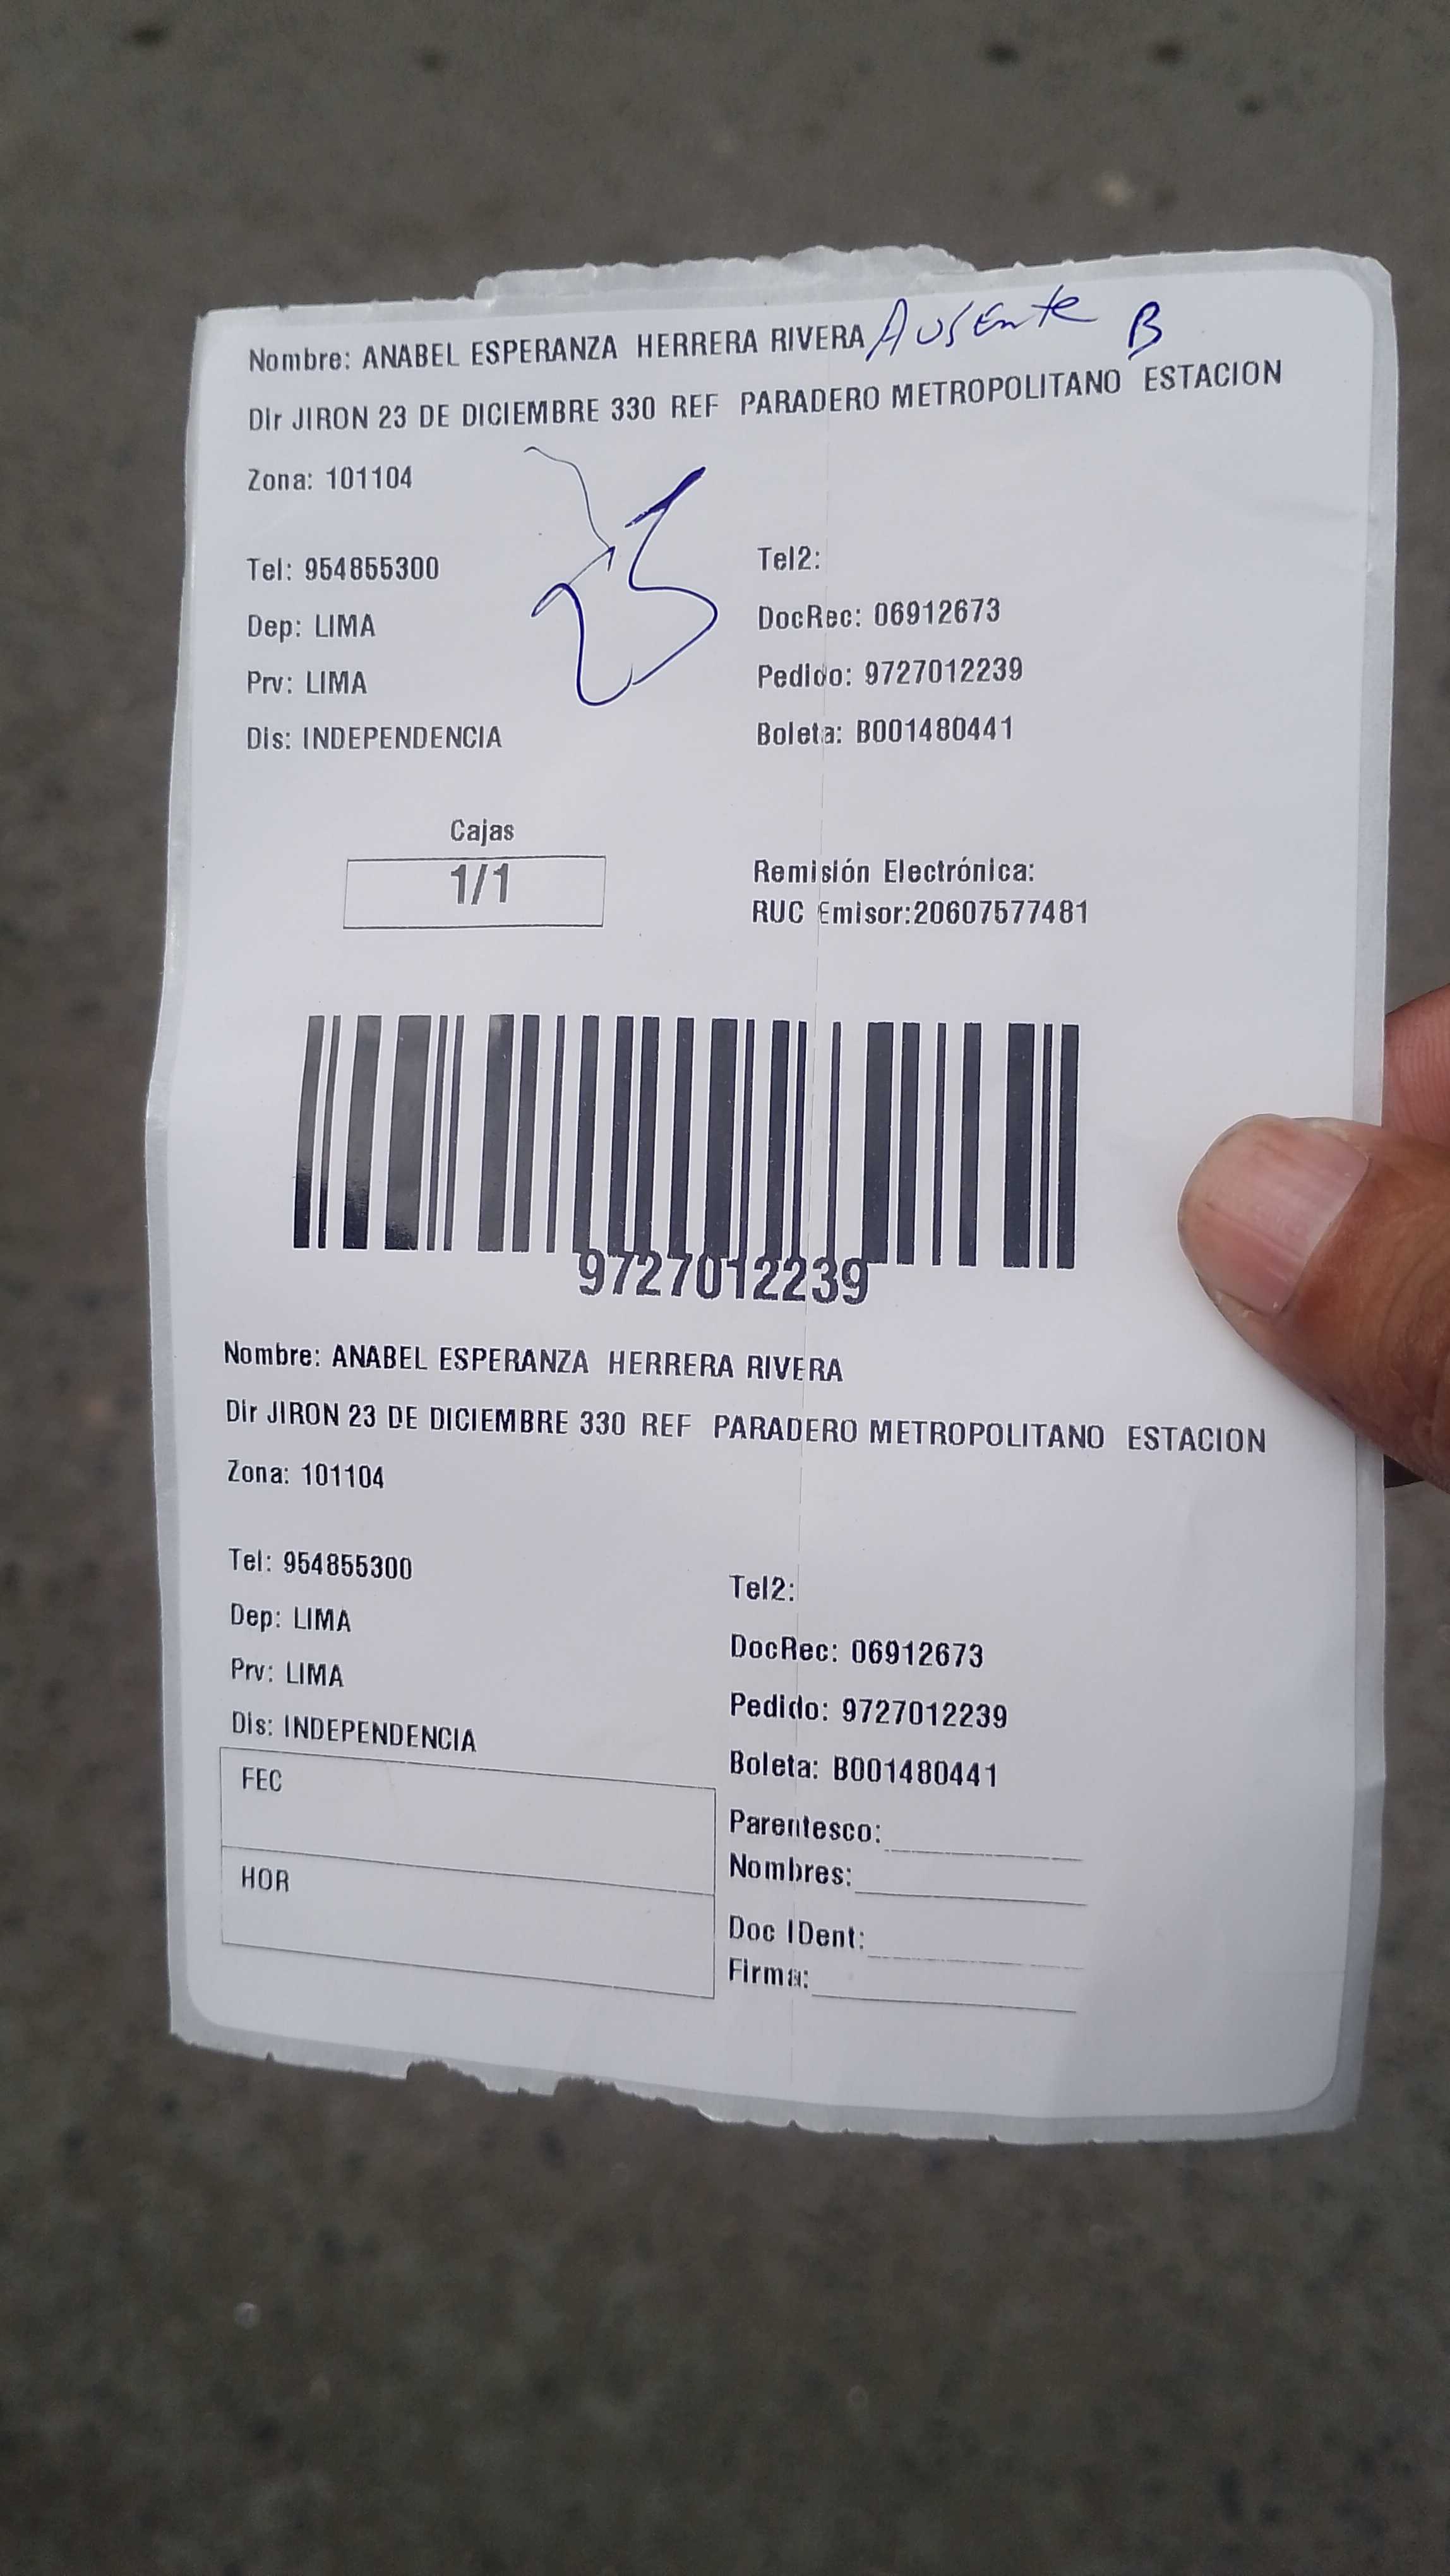 Nombre: ANABEL ESPERANZA HERRERA RIVERA Ausente B
Dir JIRON 23 DE DICIEMBRE 330 REF PARADERO METROPOLITANO ESTACION
Zona: 101104
Tel: 954855300
Tel2:
Dep: LIMA
DocRec: 06912673
Prv: LIMA
Pedido: 9727012239
Dis: INDEPENDENCIA
Boleta: B001480441
Cajas
1/1
Remisión Electrónica:
RUC Emisor:20607577481
9727012239
Nombre: ANABEL ESPERANZA HERRERA RIVERA
Dir JIRON 23 DE DICIEMBRE 330 REF PARADERO METROPOLITANO ESTACION
Zona: 101104
Tel: 954855300
Tel2:
Dep: LIMA
DocRec: 06912673
Prv: LIMA
Pedido: 9727012239
Dis: INDEPENDENCIA
Boleta: B001480441
FEC
Parentesco:
Nombres:
HOR
Doc IDent:
Firma: